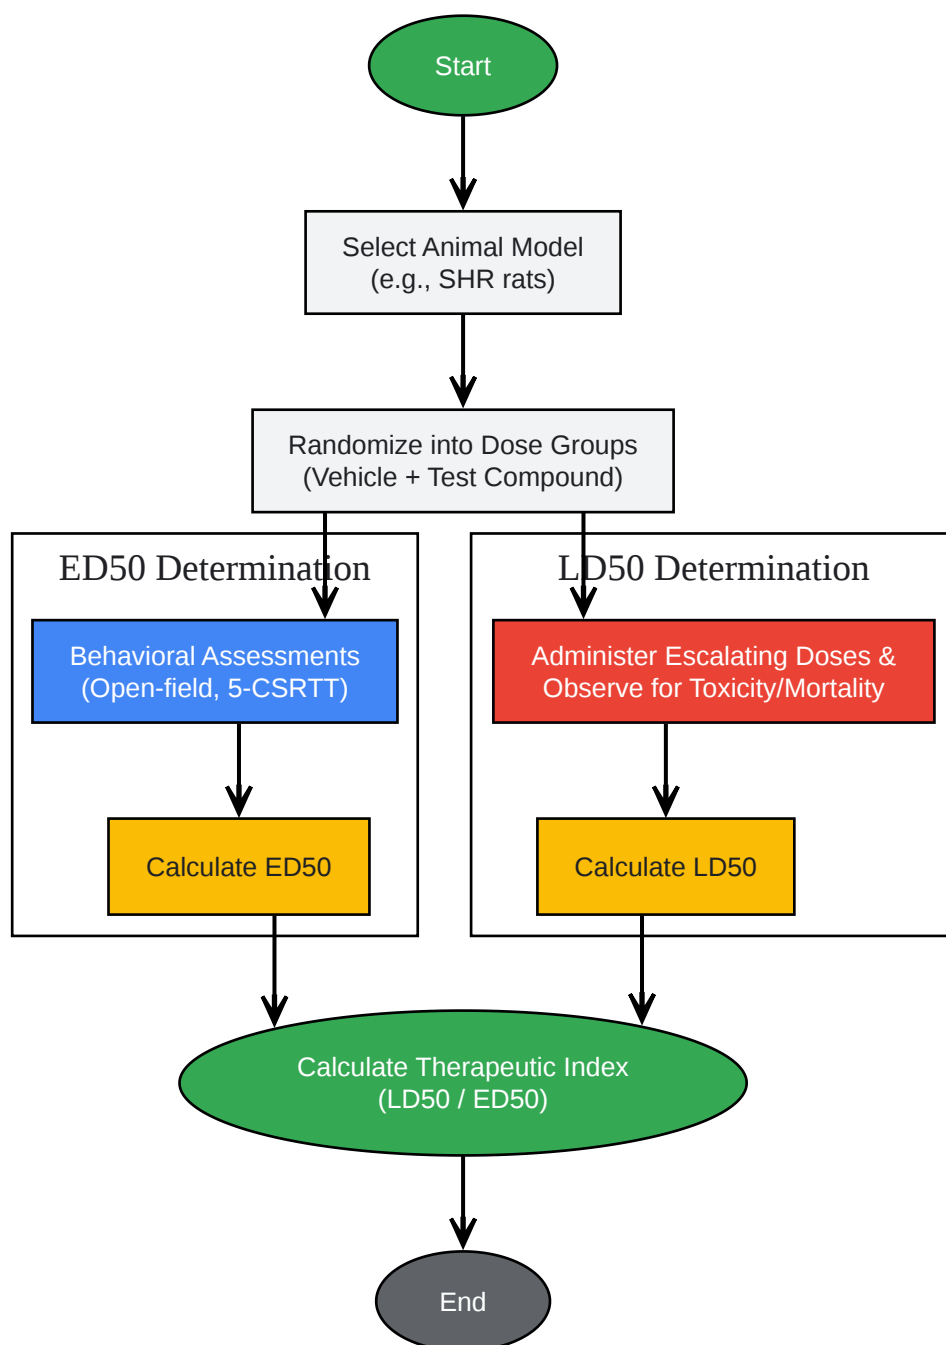 Start
Select Animal Model
(e.g., SHR rats)
Randomize into Dose Groups
(Vehicle + Test Compound)
ED50 Determination
Behavioral Assessments
(Open-field, 5-CSRTT)
Calculate ED50
LD50 Determination
Administer Escalating Doses &
Observe for Toxicity/Mortality
Calculate LD50
Calculate Therapeutic Index
(LD50 / ED50)
End